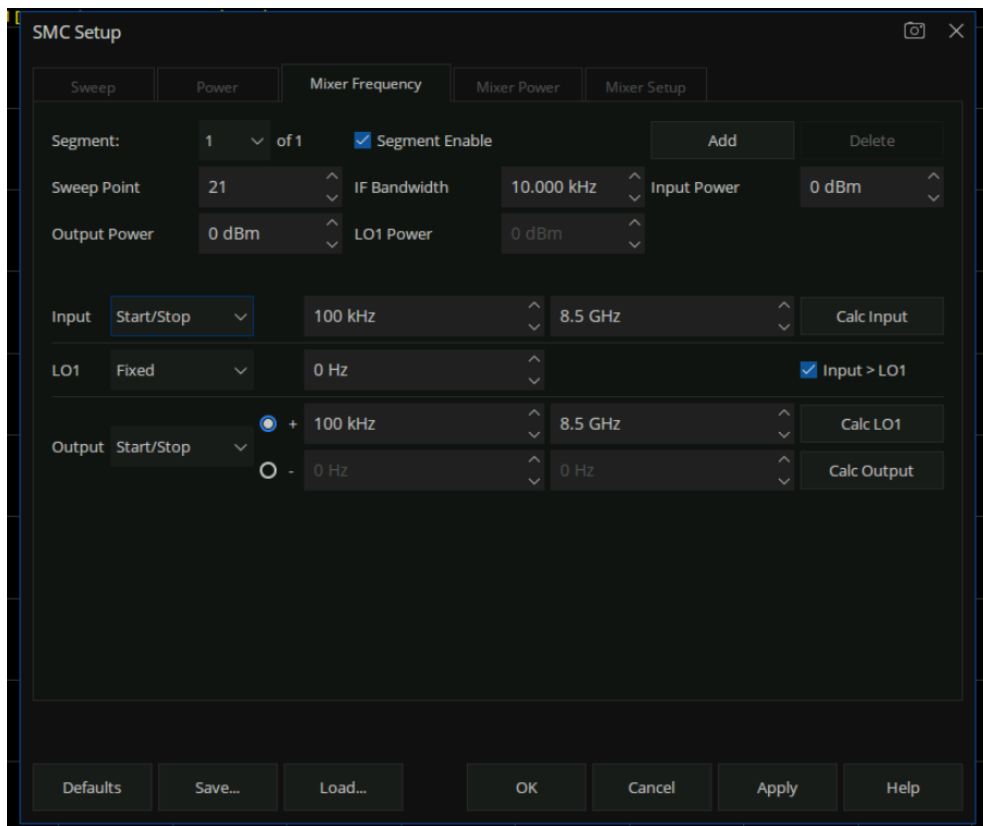 SMC Setup
Sweep Power Mixer Frequency Mixer Power Mixer Setup
Segment: 1 of 1 Segment Enable Add Delete
Sweep Point 21 IF Bandwidth 10.000 kHz Input Power 0 dBm
Output Power 0 dBm LO1 Power 0 dBm
Input Start/Stop 100 kHz 8.5 GHz Calc Input
LO1 Fixed 0 Hz Input > LO1
+ 100 kHz 8.5 GHz Calc LO1
Output Start/Stop
- 0 Hz 0 Hz Calc Output
Defaults Save... Load... OK Cancel Apply Help